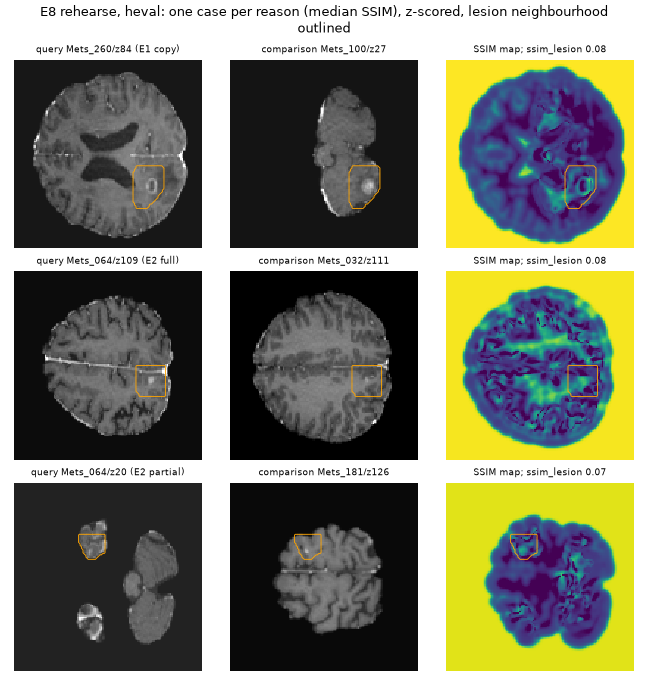 E8 rehearse, heval: one case per reason (median SSIM), z-scored, lesion neighbourhood
outlined
query Mets_260/z84 (E1 copy)
comparison Mets_100/z27
SSIM map; ssim_lesion 0.08
query Mets_064/z109 (E2 full)
comparison Mets_032/z111
SSIM map; ssim_lesion 0.08
query Mets_064/z20 (E2 partial)
comparison Mets_181/z126
SSIM map; ssim_lesion 0.07